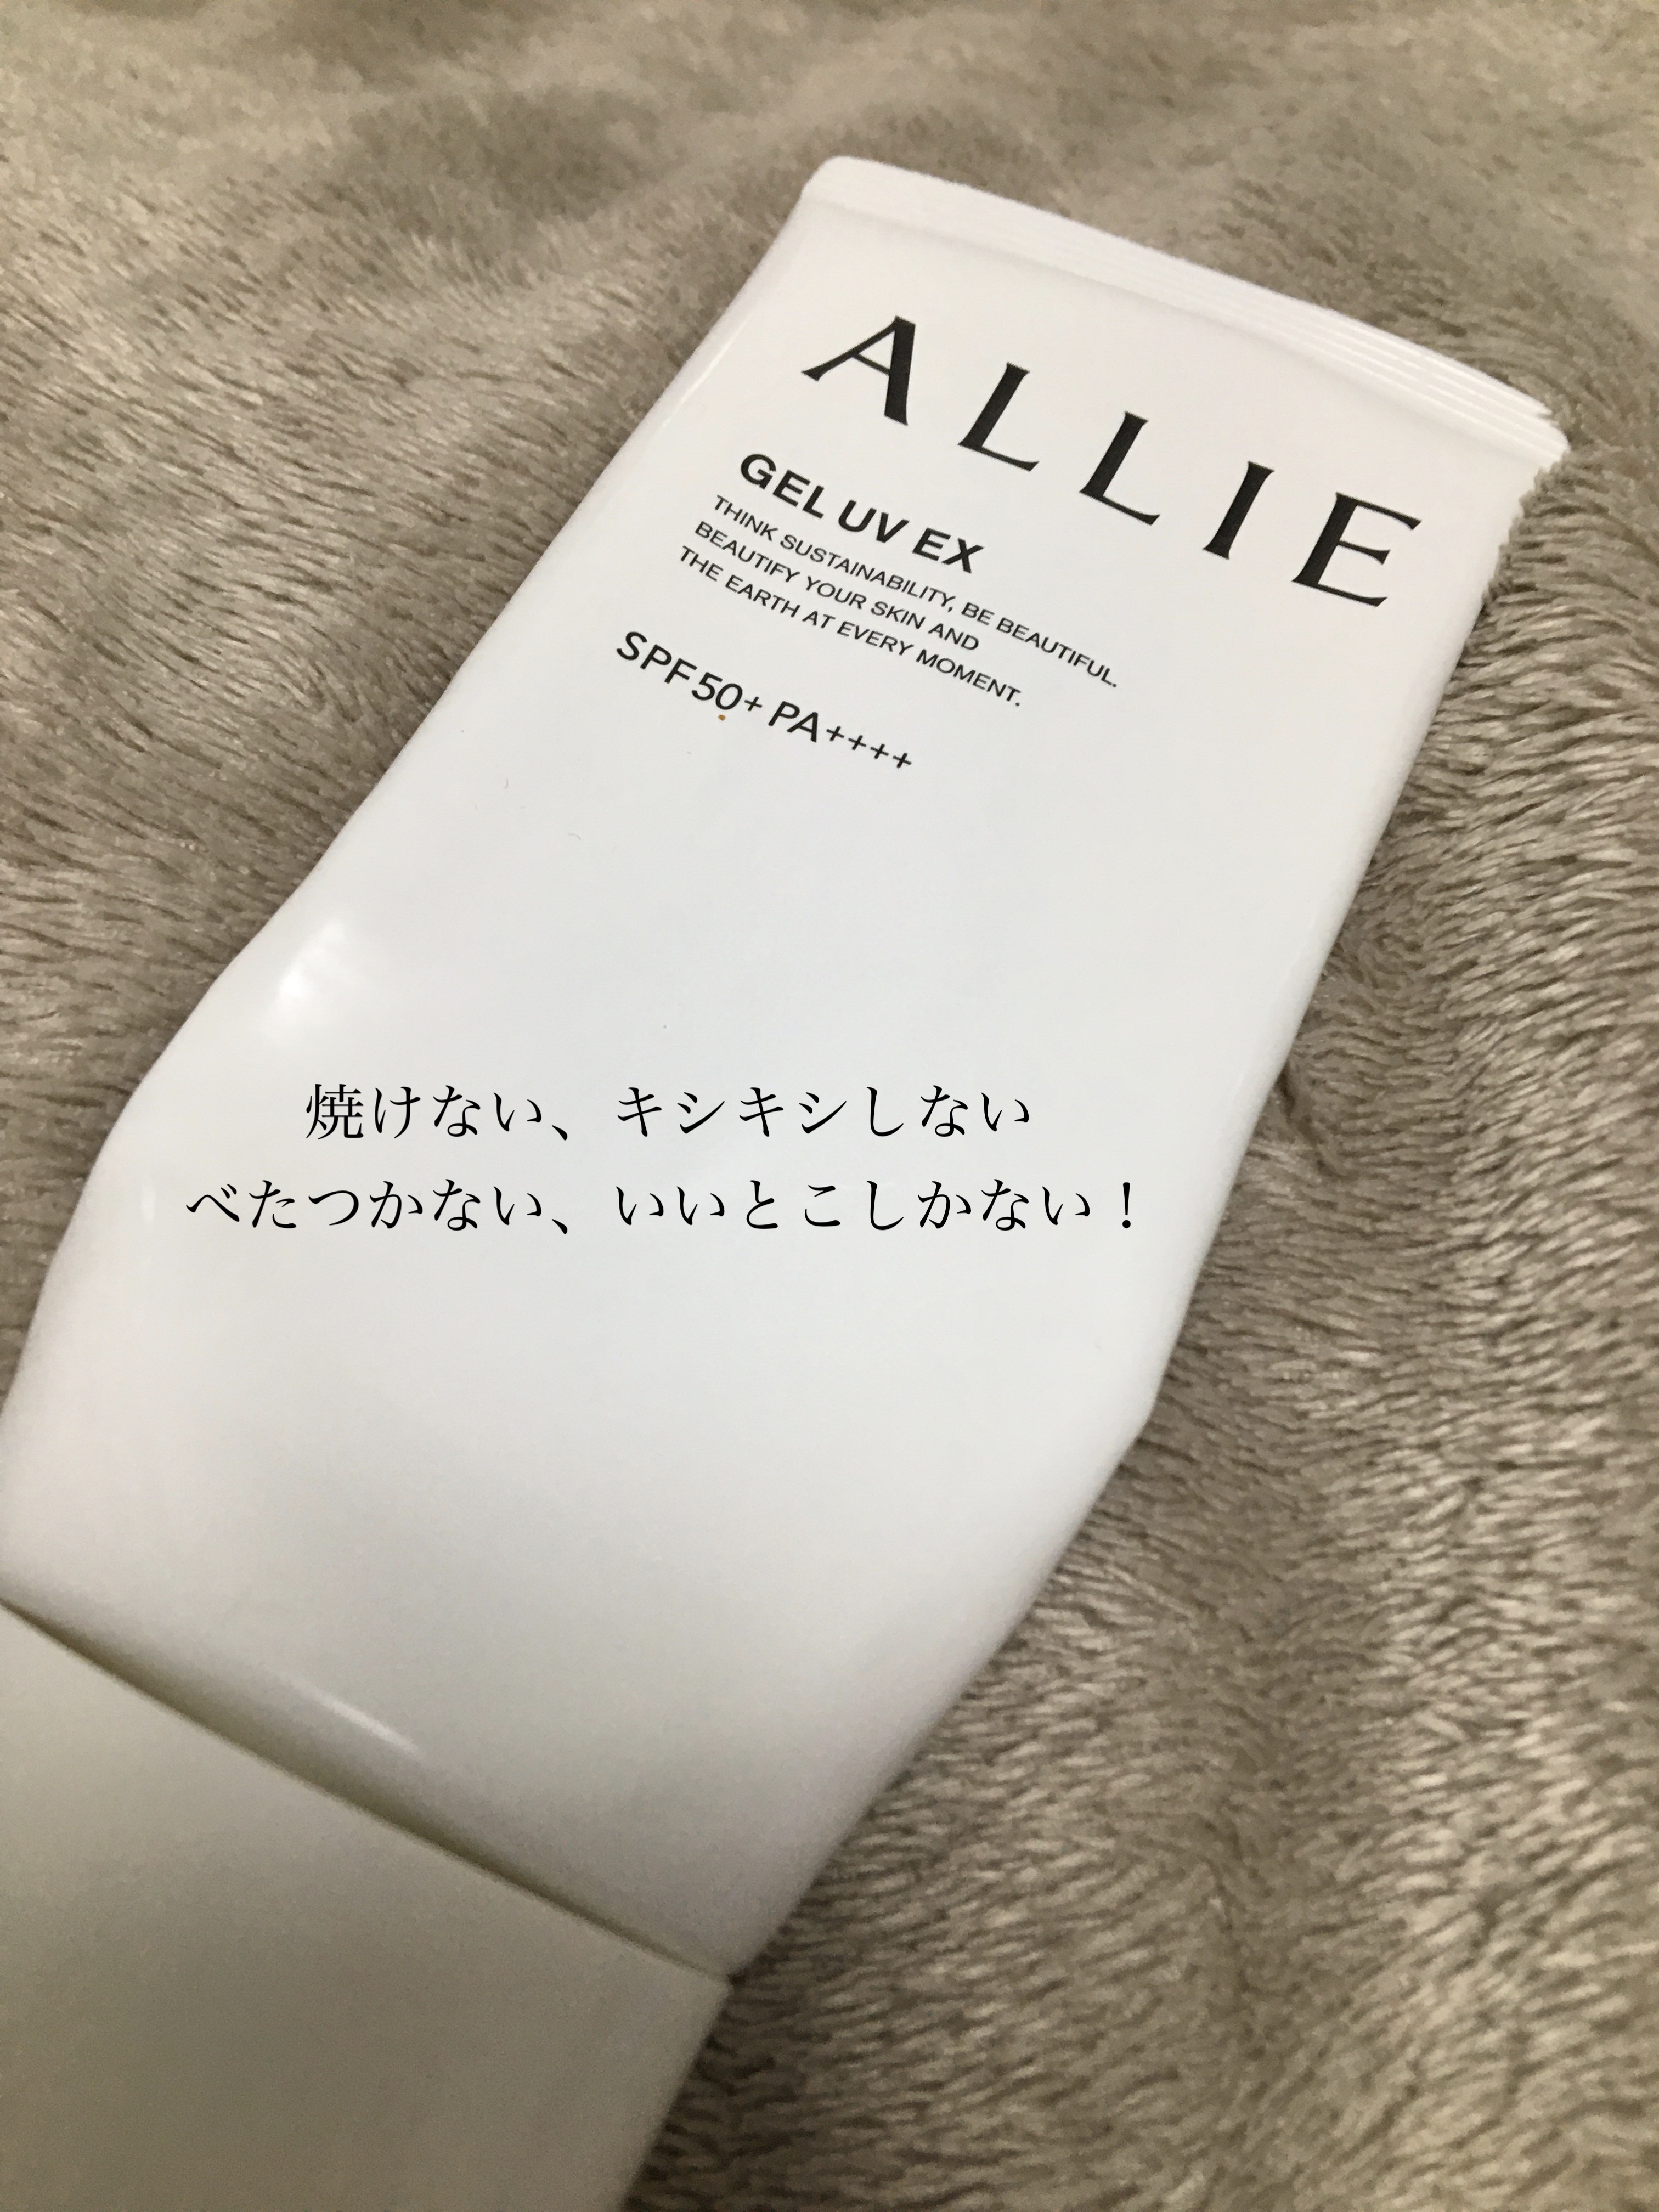 ALLIE
GEL UV EX
THINK SUSTAINABILITY, BE BEAUTIFUL.
BEAUTIFY YOUR SKIN AND
THE EARTH AT EVERY MOMENT.
SPF50+ PA++++
焼けない、キシキシしない
べたつかない、いいとこしかない！